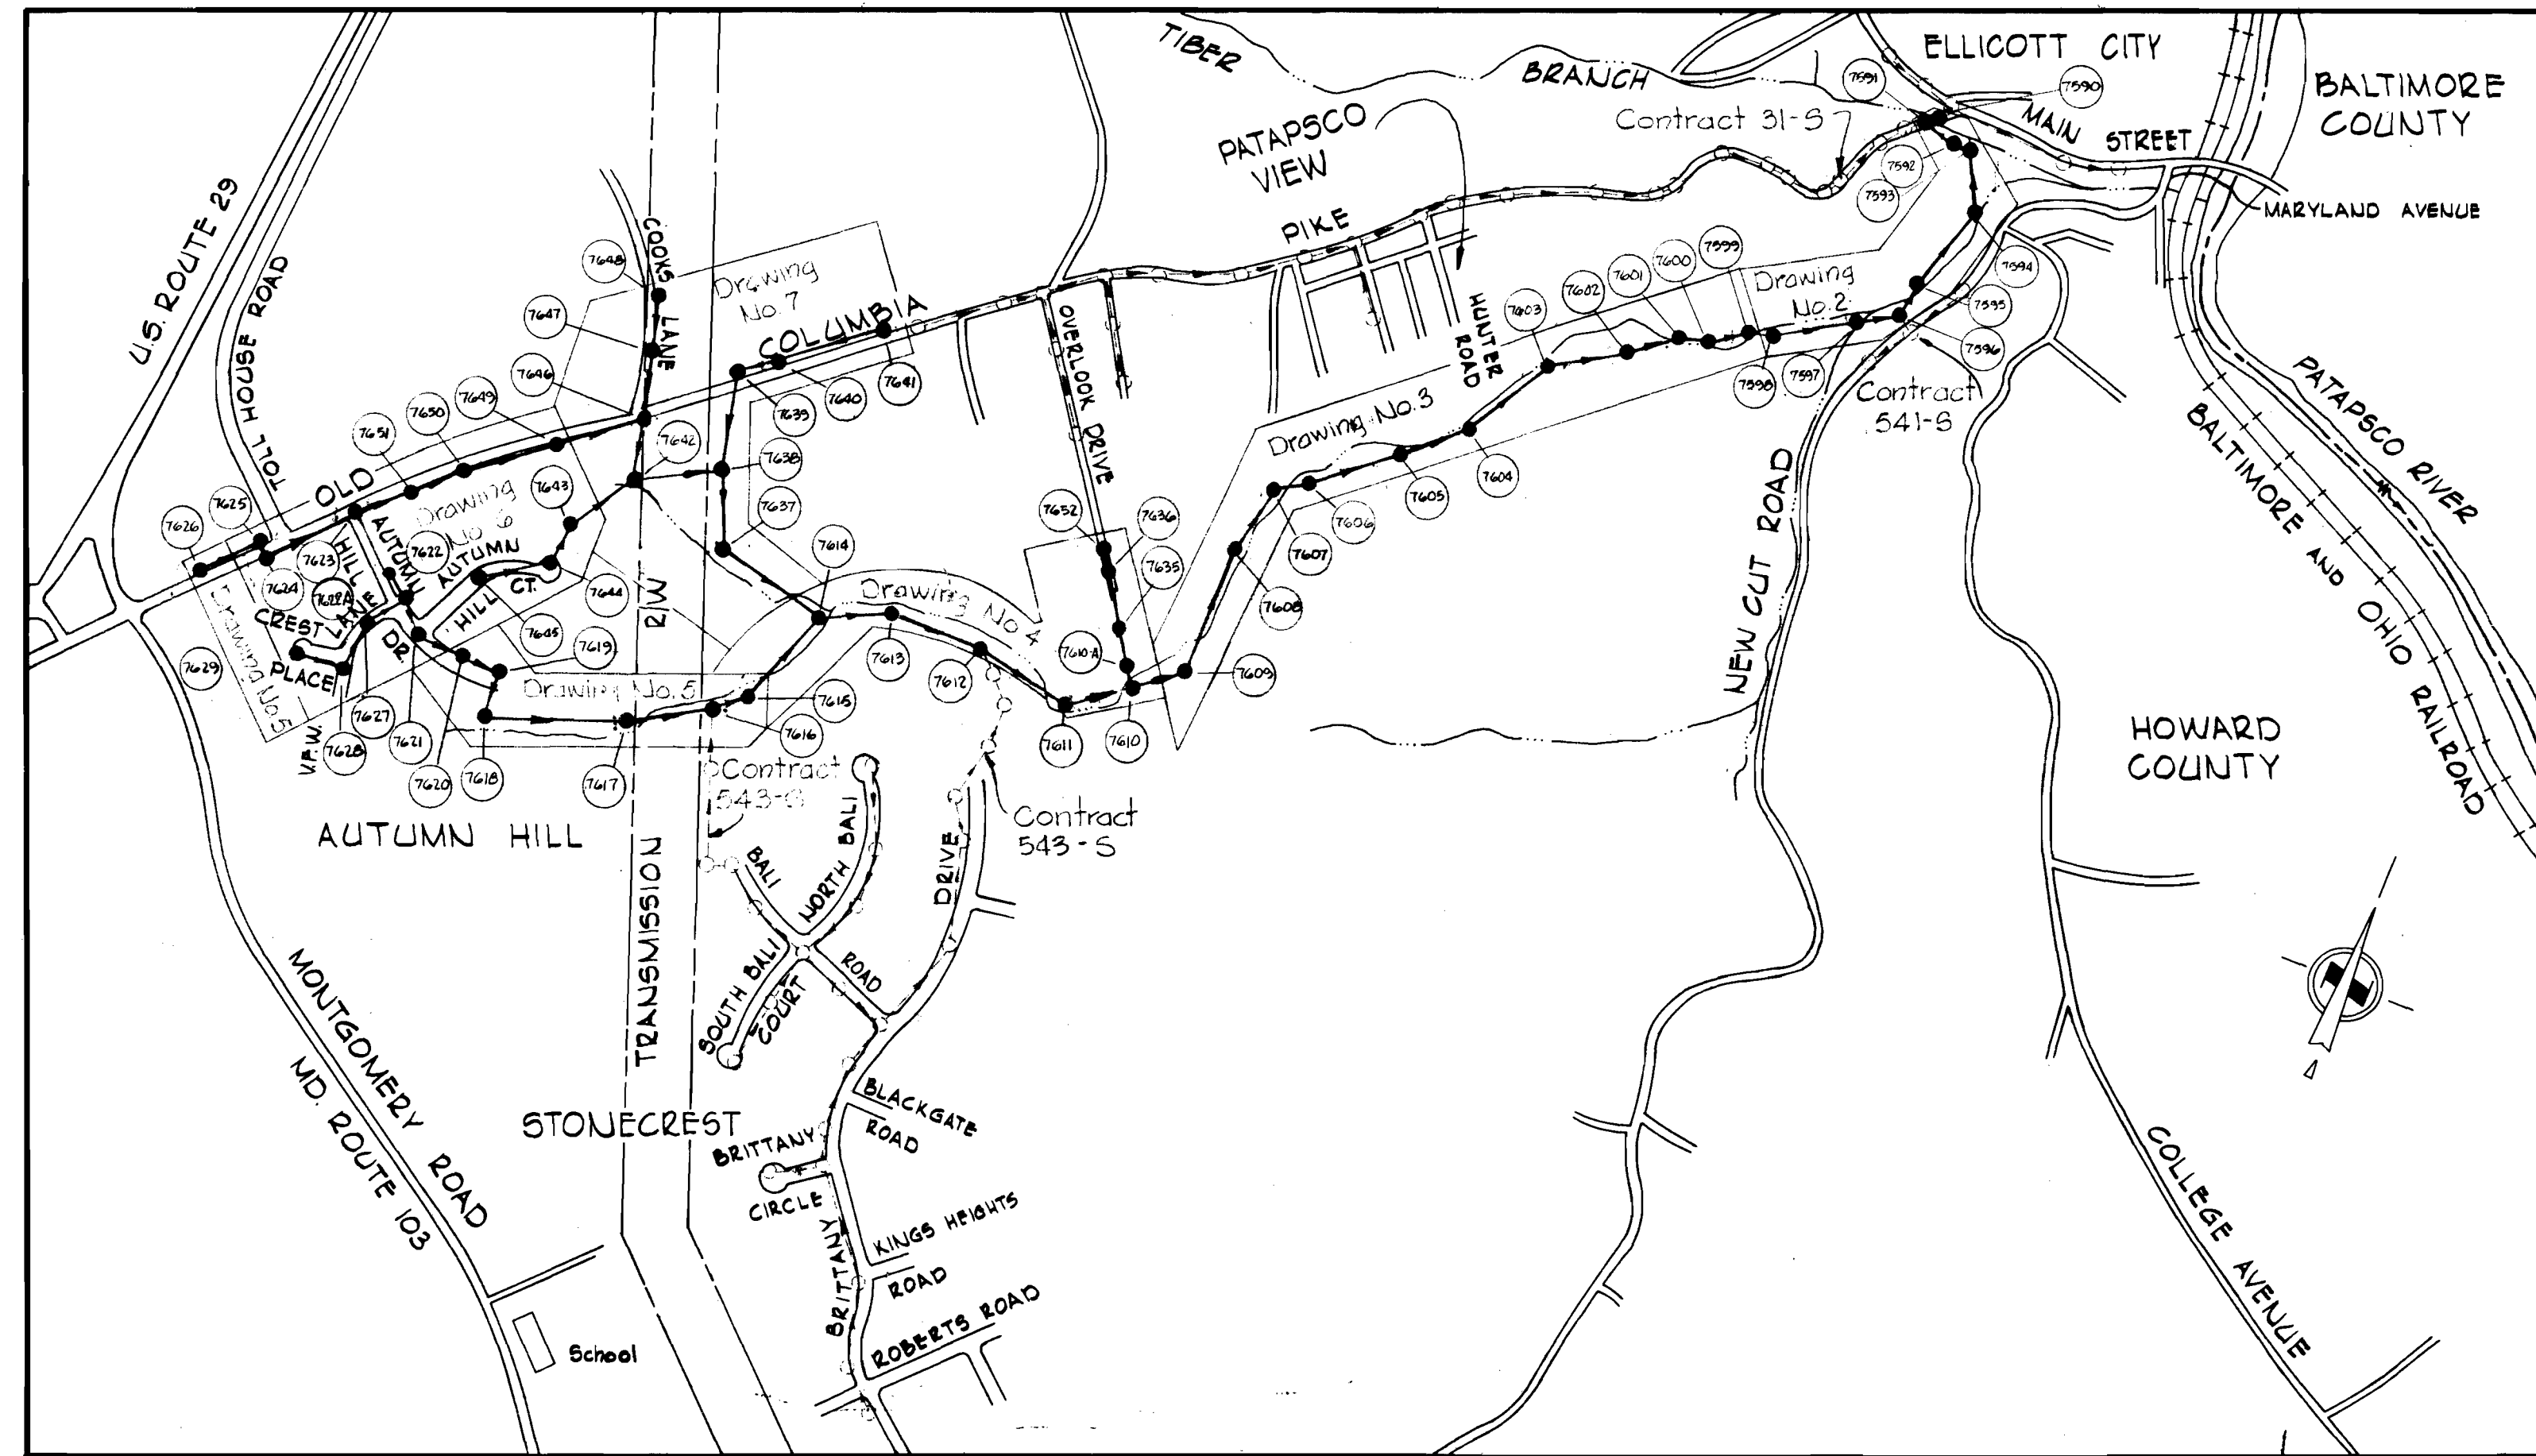 TIBER
BRANCH
ELLICOTT CITY
BALTIMORE
COUNTY
7591
7590
MAIN
STREET
Contract 31-S
PATAPSCO
VIEW
7592
7593
MARYLAND AVENUE
U.S. ROUTE 29
TOLL HOUSE ROAD
COOKS
LANE
7648
7647
7646
Drawing
No. 7
COLUMBIA
PIKE
HUNTER
ROAD
7403
7602
7601
7600
7599
Drawing
No. 2
7594
7595
7596
7597
7598
Contract
541-S
PATAPSCO RIVER
BALTIMORE AND OHIO RAILROAD
7651
7650
7649
7642
7639
7640
7641
OVERLOOK DRIVE
Drawing No. 3
7638
7637
7643
Drawing
No 6
OLD
7626
7625
7624
7623
7622
7622A
AUTUMN
HILL
DR.
AUTUMN
HILL CT.
7644
7645
7614
Drawing No 4
7652
7636
7635
7604
7605
7606
7607
7608
7609
7610A
7610
7611
7612
7613
CREST
LANE
PLACE
7629
Drawing No5
V.F.W.
7628
7627
7621
7620
7618
7619
Drawing No. 5
7617
7616
7615
R/W
TRANSMISSION
NEW CUT ROAD
HOWARD
COUNTY
AUTUMN HILL
Contract
543-S
Contract
543-S
BALI
ROAD
NORTH BALI
SOUTH BALI
COURT
DRIVE
MONTGOMERY ROAD
MD. ROUTE 103
STONECREST
BRITTANY
CIRCLE
BLACKGATE
ROAD
KINGS HEIGHTS
ROAD
BRITTANY
ROBERTS ROAD
School
COLLEGE AVENUE